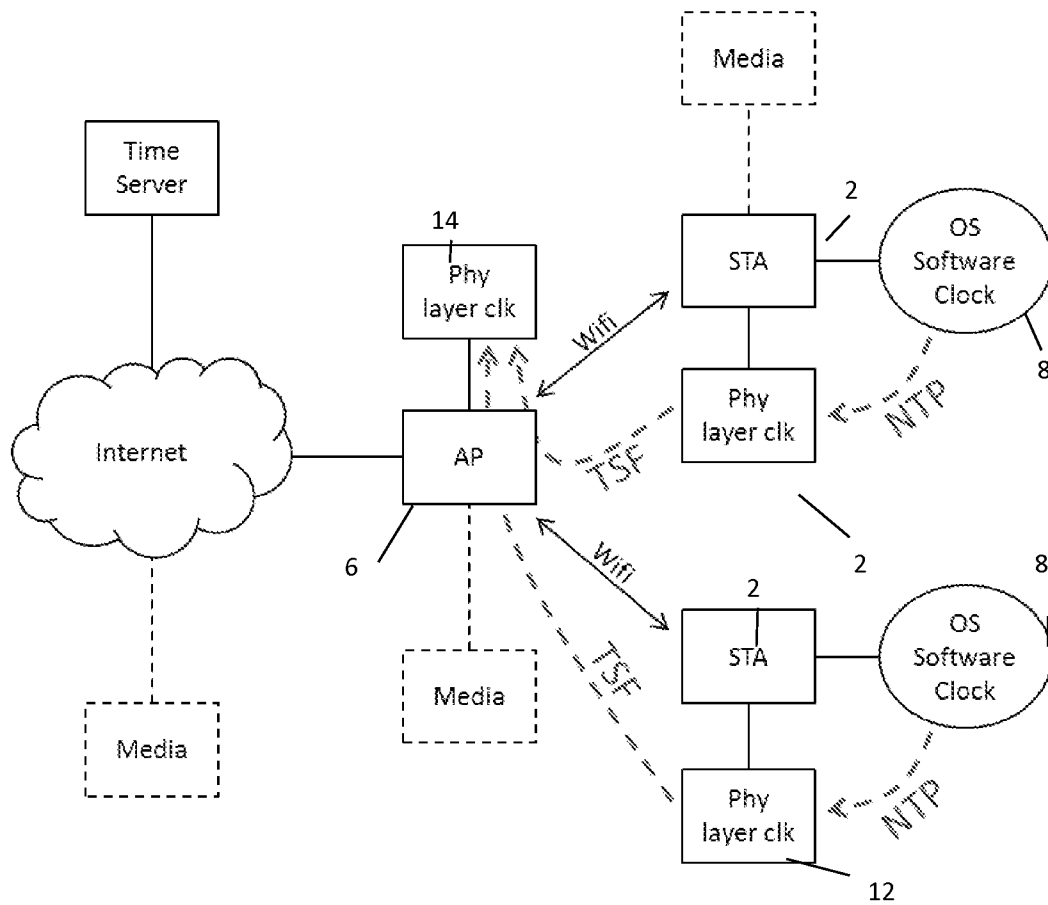 Media
Time
Server
14
Phy
layer clk
2
STA
OS
Software
Clock
8
Wifi
Phy
layer clk
NTP
TSF
Internet
AP
6
2
8
Wifi
2
STA
OS
Software
Clock
TSF
Media
Media
Phy
layer clk
NTP
12